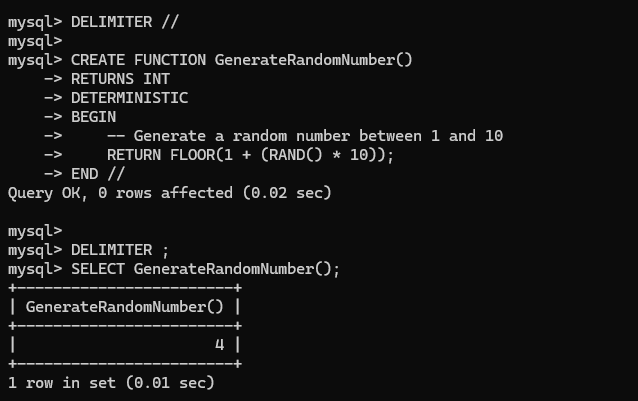 mysql> DELIMITER //
mysql>
mysql> CREATE FUNCTION GenerateRandomNumber()
    -> RETURNS INT
    -> DETERMINISTIC
    -> BEGIN
    ->     -- Generate a random number between 1 and 10
    ->     RETURN FLOOR(1 + (RAND() * 10));
    -> END //
Query OK, 0 rows affected (0.02 sec)

mysql>
mysql> DELIMITER ;
mysql> SELECT GenerateRandomNumber();
+------------------------+
| GenerateRandomNumber() |
+------------------------+
|                      4 |
+------------------------+
1 row in set (0.01 sec)